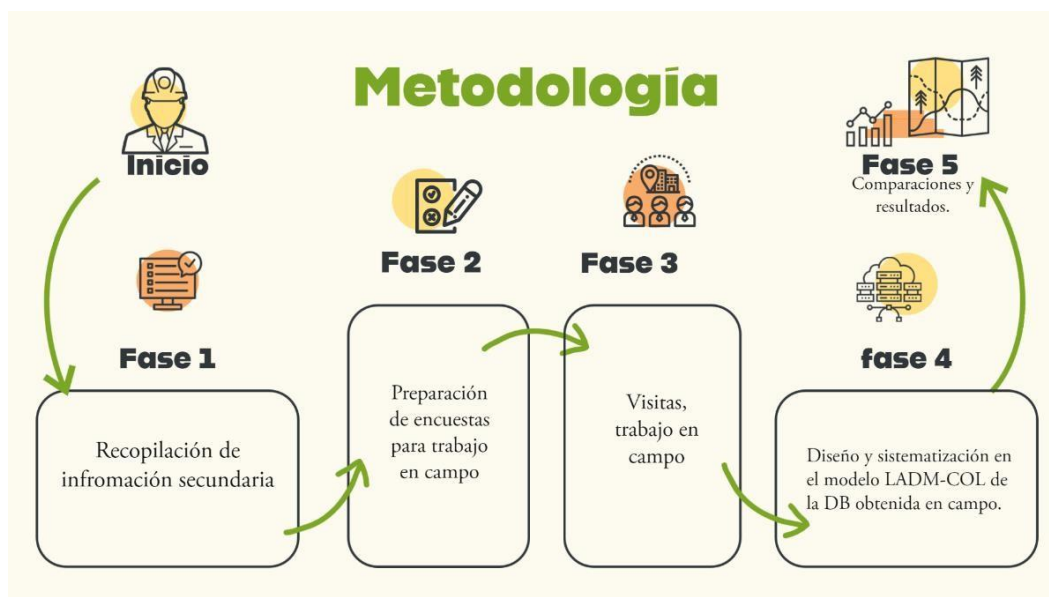 Metodología
Inicio
Fase 1
Recopilación de
infromación secundaria
Fase 2
Preparación
de encuestas
para trabajo
en campo
Fase 3
Visitas,
trabajo en
campo
fase 4
Diseño y sistematización en
el modelo LADM-COL de
la DB obtenida en campo.
Fase 5
Comparaciones y
resultados.